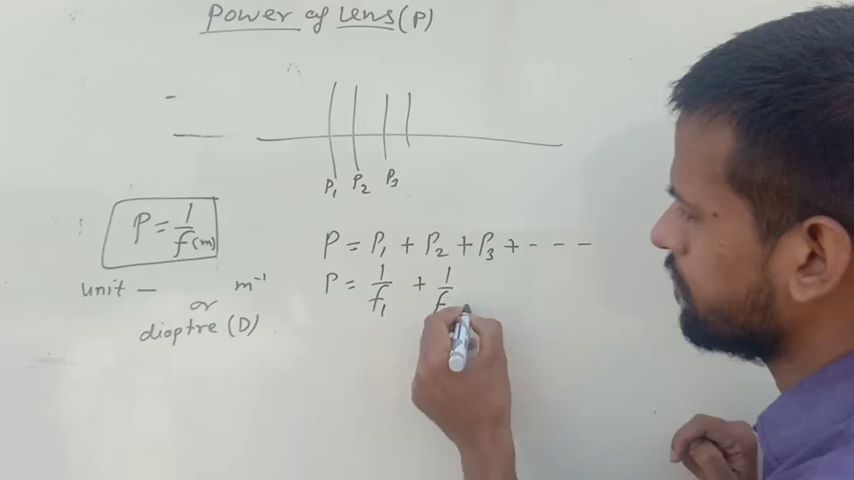 Power of Lens (P)
P₁ P₂ P₃
P = 1/f(m)
unit — m⁻¹
or
dioptre (D)
P = P₁ + P₂ + P₃ + - - -
P = 1/f₁ + 1/f